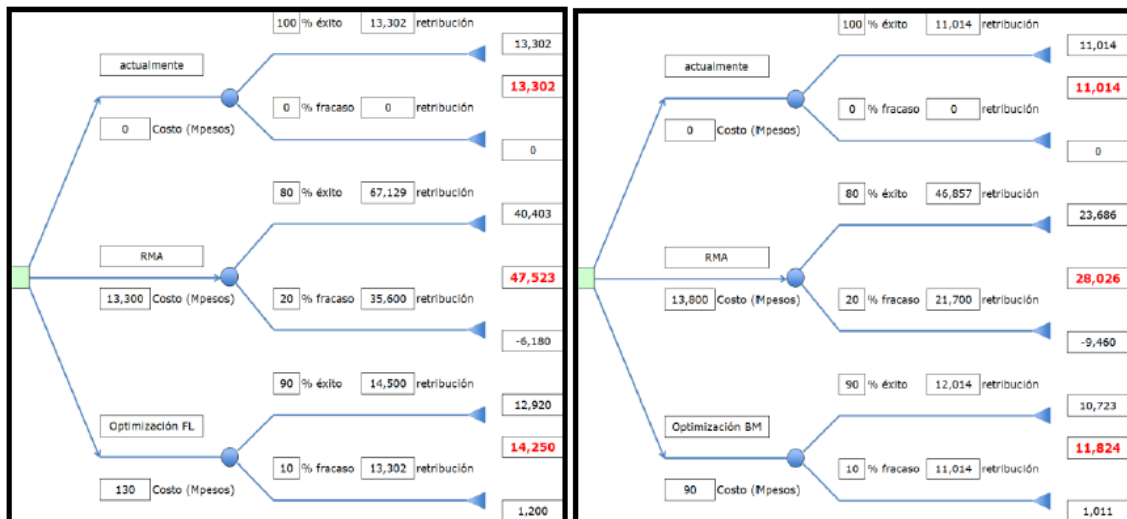 100 % éxito 13,302 retribución
13,302
actualmente
13,302
0 % fracaso 0 retribución
0 Costo (Mpesos)
0
80 % éxito 67,129 retribución
40,403
RMA
47,523
13,300 Costo (Mpesos)
20 % fracaso 35,600 retribución
-6,180
90 % éxito 14,500 retribución
12,920
Optimización FL
14,250
10 % fracaso 13,302 retribución
130 Costo (Mpesos)
1,200
100 % éxito 11,014 retribución
11,014
actualmente
11,014
0 % fracaso 0 retribución
0 Costo (Mpesos)
0
80 % éxito 46,857 retribución
23,686
RMA
28,026
13,800 Costo (Mpesos)
20 % fracaso 21,700 retribución
-9,460
90 % éxito 12,014 retribución
10,723
Optimización BM
11,824
10 % fracaso 11,014 retribución
90 Costo (Mpesos)
1,011